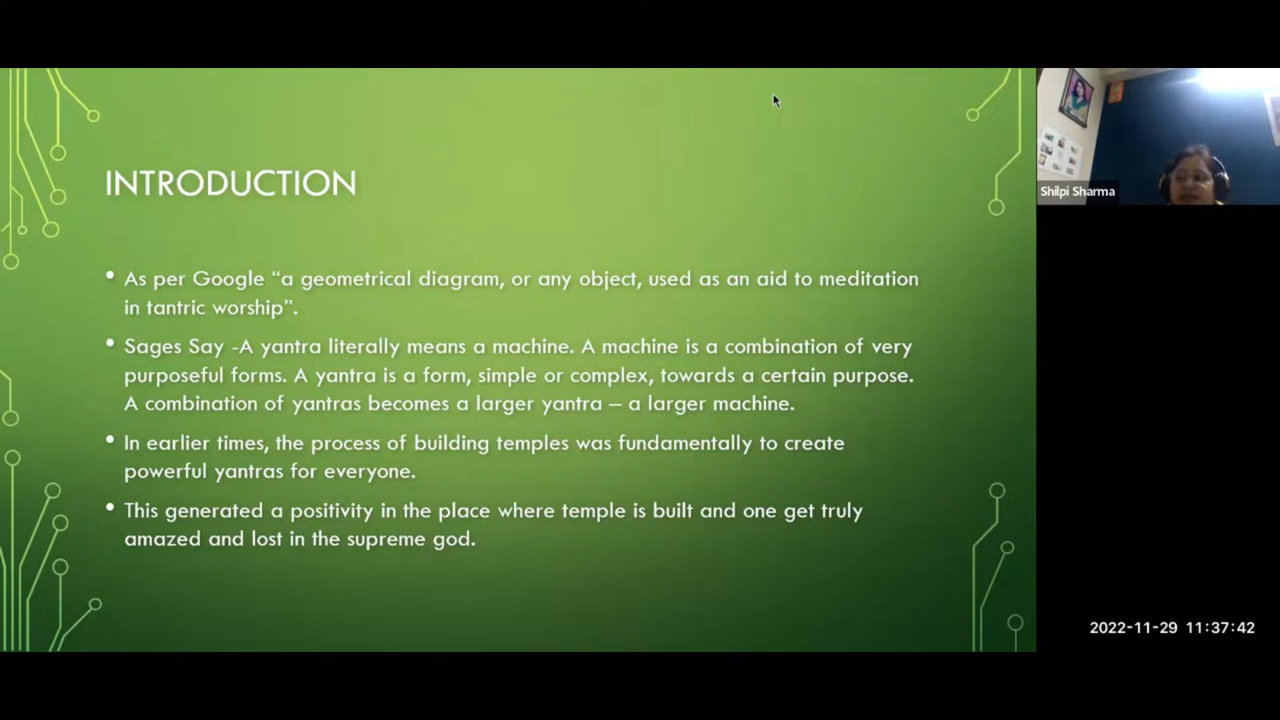 INTRODUCTION
• As per Google “a geometrical diagram, or any object, used as an aid to meditation
in tantric worship”.
• Sages Say -A yantra literally means a machine. A machine is a combination of very
purposeful forms. A yantra is a form, simple or complex, towards a certain purpose.
A combination of yantras becomes a larger yantra – a larger machine.
• In earlier times, the process of building temples was fundamentally to create
powerful yantras for everyone.
• This generated a positivity in the place where temple is built and one get truly
amazed and lost in the supreme god.
Shilpi Sharma
2022-11-29 11:37:42